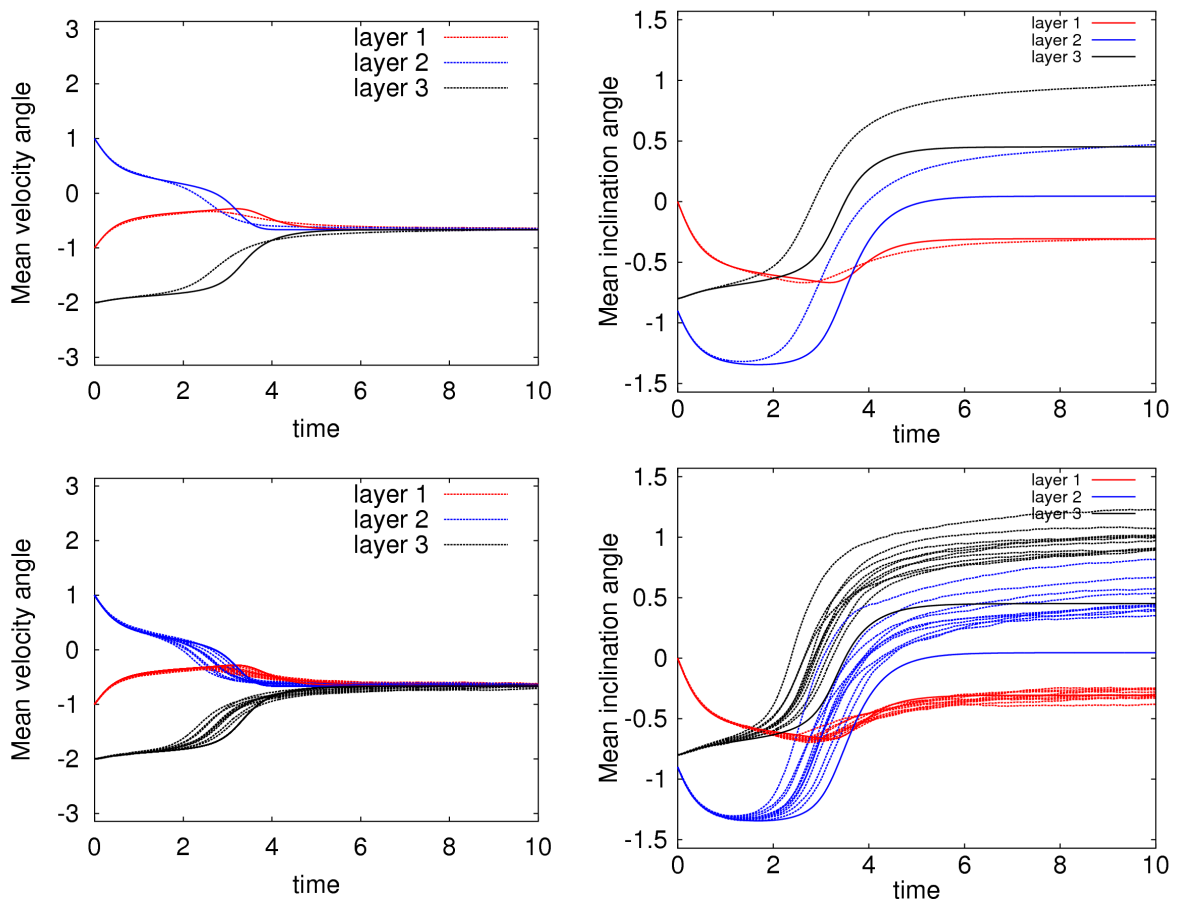 3
2
1
0
-1
-2
-3
0 2 4 6 8 10
Mean velocity angle
time
layer 1
layer 2
layer 3
1.5
1
0.5
0
-0.5
-1
-1.5
0 2 4 6 8 10
Mean inclination angle
time
layer 1
layer 2
layer 3
3
2
1
0
-1
-2
-3
0 2 4 6 8 10
Mean velocity angle
time
layer 1
layer 2
layer 3
1.5
1
0.5
0
-0.5
-1
-1.5
0 2 4 6 8 10
Mean inclination angle
time
layer 1
layer 2
layer 3